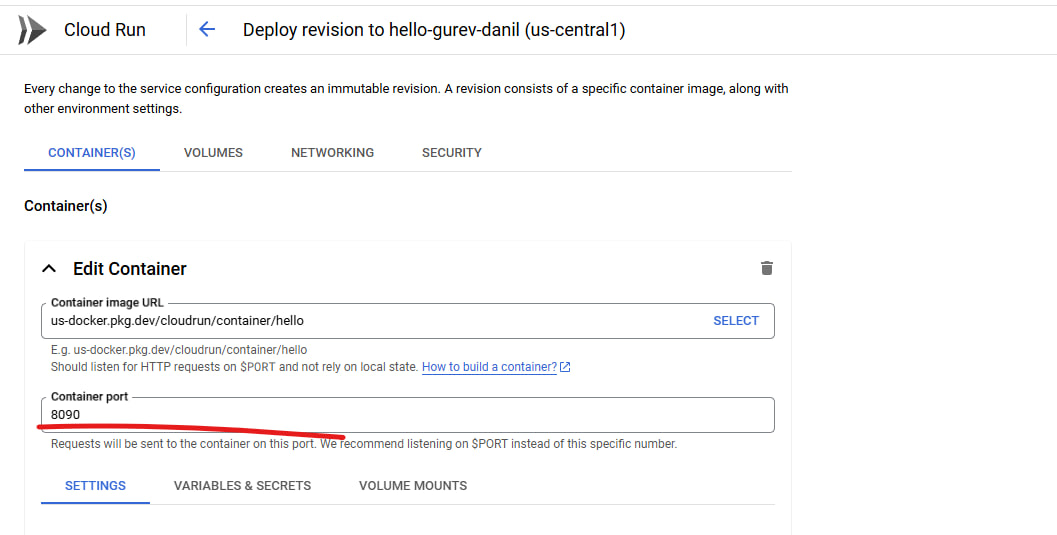 Cloud Run
Deploy revision to hello-gurev-danil (us-central1)
Every change to the service configuration creates an immutable revision. A revision consists of a specific container image, along with
other environment settings.
CONTAINER(S) VOLUMES NETWORKING SECURITY
Container(s)
Edit Container
Container image URL
us-docker.pkg.dev/cloudrun/container/hello SELECT
E.g. us-docker.pkg.dev/cloudrun/container/hello
Should listen for HTTP requests on $PORT and not rely on local state. How to build a container?
Container port
8090
Requests will be sent to the container on this port. We recommend listening on $PORT instead of this specific number.
SETTINGS VARIABLES & SECRETS VOLUME MOUNTS